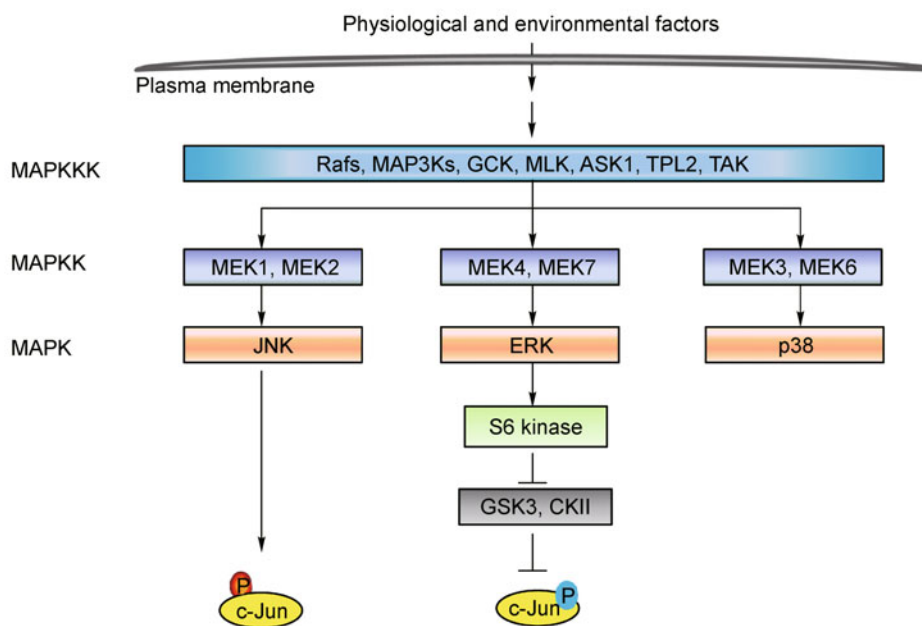 Physiological and environmental factors
Plasma membrane
MAPKKK
Rafs, MAP3Ks, GCK, MLK, ASK1, TPL2, TAK
MAPKK
MEK1, MEK2
MEK4, MEK7
MEK3, MEK6
MAPK
JNK
ERK
p38
S6 kinase
GSK3, CKII
P
c-Jun
P
c-Jun